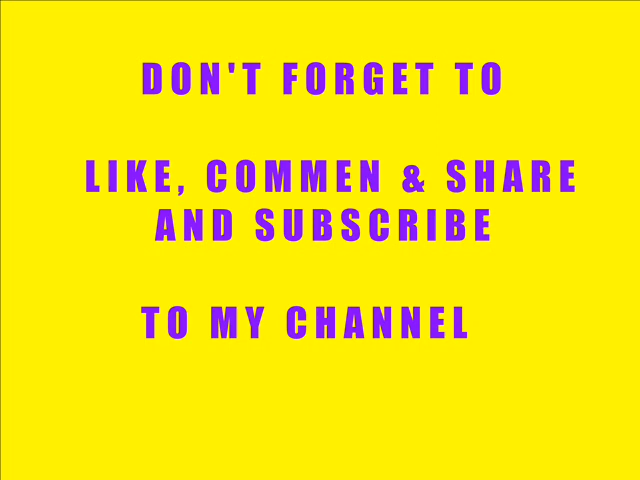 DON'T FORGET TO
LIKE, COMMEN & SHARE
AND SUBSCRIBE
TO MY CHANNEL